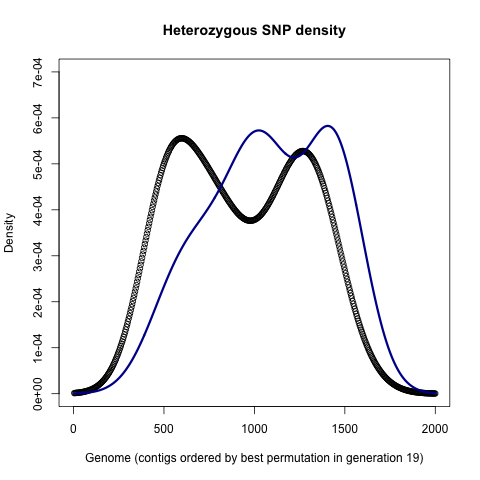 Heterozygous SNP density
7e-04
6e-04
5e-04
4e-04
3e-04
2e-04
1e-04
0e+00
Density
0 500 1000 1500 2000
Genome (contigs ordered by best permutation in generation 19)